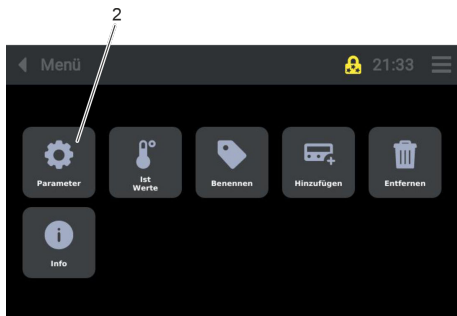 2
Menü
21:33
Parameter
Ist
Werte
Benennen
Hinzufügen
Entfernen
Info